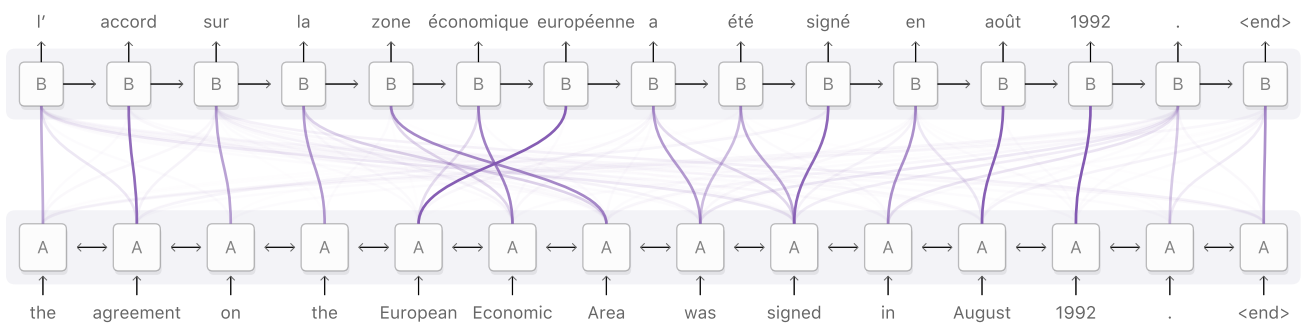 l’ accord sur la zone économique européenne a été signé en août 1992 . <end>
B B B B B B B B B B B B B B B
A A A A A A A A A A A A A A
the agreement on the European Economic Area was signed in August 1992 . <end>